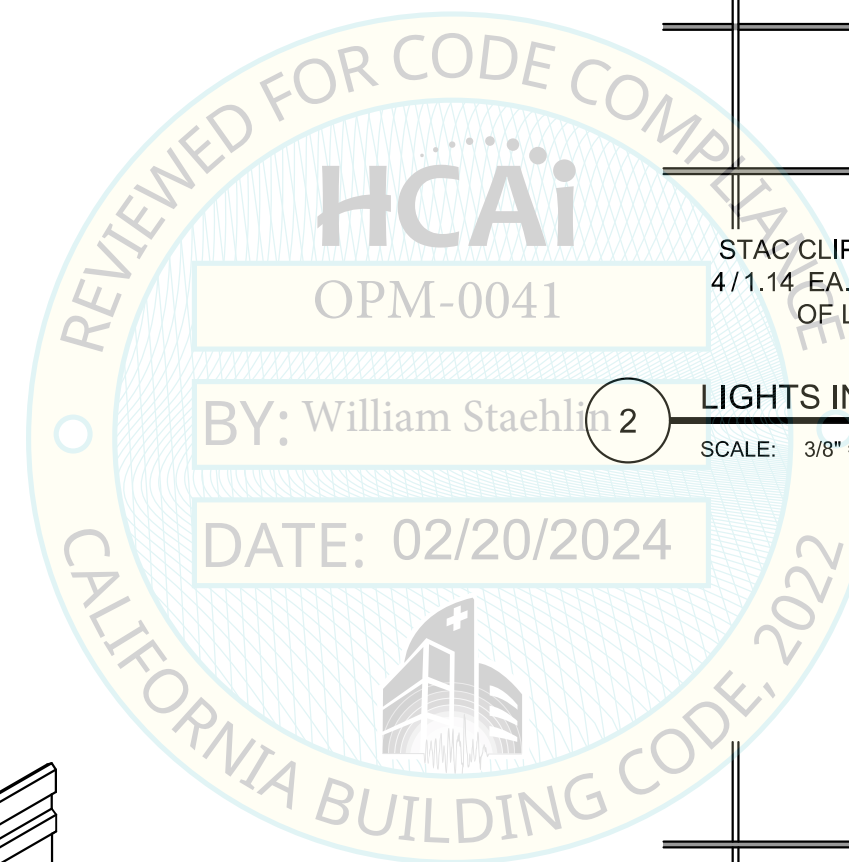 REVIEWED FOR CODE COMPLIANCE
HCAi
OPM-0041
BY: William Staehlin
DATE: 02/20/2024
CALIFORNIA BUILDING CODE, 2022
STAC CLIP
4/1.14 EA.
OF L
2
LIGHTS IN
SCALE: 3/8"